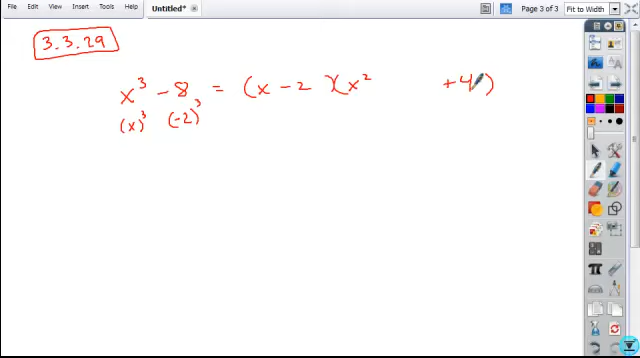 File Edit View Insert Format Tools Help Untitled* Page 3 of 3 Fit to Width
3.3.29
x³ - 8 = (x - 2)(x² + 4)
(x)³ (-2)³